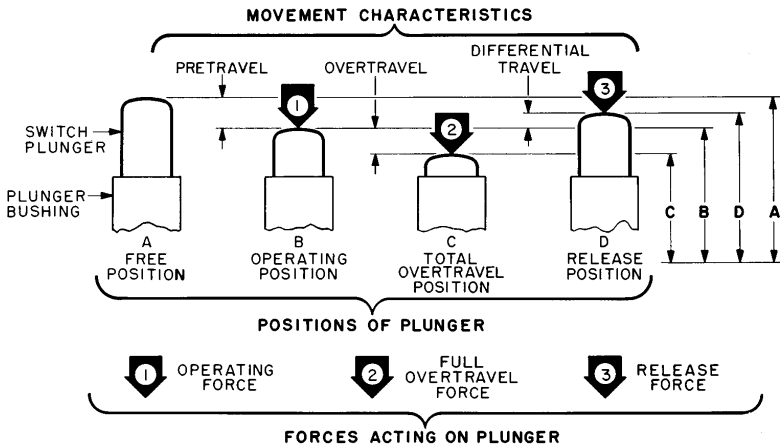 MOVEMENT CHARACTERISTICS
PRETRAVEL
OVERTRAVEL
DIFFERENTIAL
TRAVEL
1
2
3
SWITCH
PLUNGER
PLUNGER
BUSHING
C
B
D
A
A
FREE
POSITION
B
OPERATING
POSITION
C
TOTAL
OVERTRAVEL
POSITION
D
RELEASE
POSITION
POSITIONS OF PLUNGER
1 OPERATING
FORCE
2 FULL
OVERTRAVEL
FORCE
3 RELEASE
FORCE
FORCES ACTING ON PLUNGER